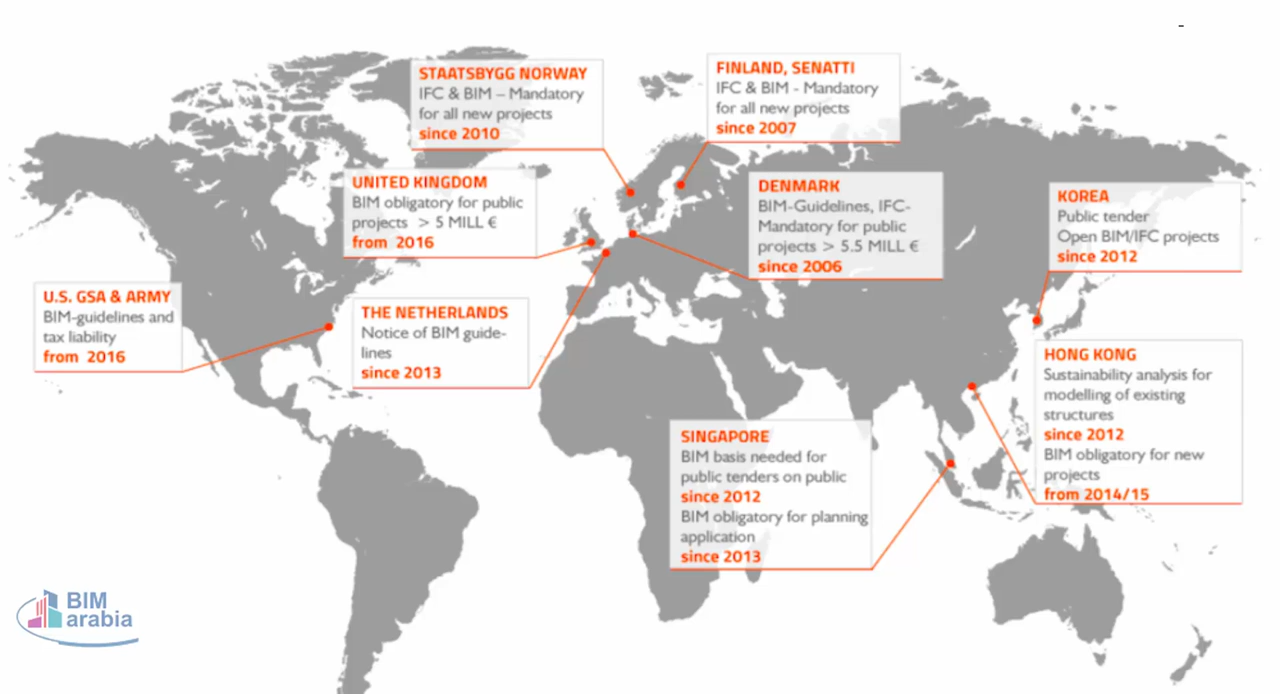 -
STAATSBYGG NORWAY
IFC & BIM – Mandatory
for all new projects
since 2010
FINLAND, SENATTI
IFC & BIM - Mandatory
for all new projects
since 2007
UNITED KINGDOM
BIM obligatory for public
projects > 5 MILL €
from 2016
DENMARK
BIM-Guidelines, IFC-
Mandatory for public
projects > 5.5 MILL €
since 2006
KOREA
Public tender
Open BIM/IFC projects
since 2012
U.S. GSA & ARMY
BIM-guidelines and
tax liability
from 2016
THE NETHERLANDS
Notice of BIM guide-
lines
since 2013
HONG KONG
Sustainability analysis for
modelling of existing
structures
since 2012
BIM obligatory for new
projects
from 2014/15
SINGAPORE
BIM basis needed for
public tenders on public
since 2012
BIM obligatory for planning
application
since 2013
BIM
arabia